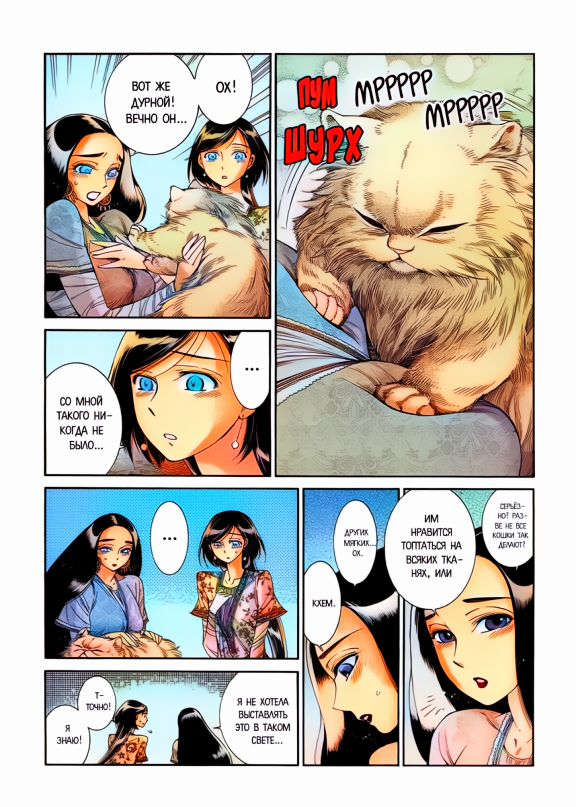 ВОТ ЖЕ
ДУРНОЙ!
ВЕЧНО ОН...
ОХ!
ПУМ
МРРРРР
МРРРРР
ШУРХ
...
СО МНОЙ
ТАКОГО НИ-
КОГДА НЕ
БЫЛО...
...
ДРУГИХ
МЯГКИХ...
ОХ.
КХЕМ.
СЕРЬЁЗ-
НО? РАЗ-
ВЕ НЕ ВСЕ
КОШКИ ТАК
ДЕЛАЮТ?
ИМ
НРАВИТСЯ
ТОПТАТЬСЯ НА
ВСЯКИХ ТКА-
НЯХ, ИЛИ
Т-
ТОЧНО!
Я
ЗНАЮ!
Я НЕ ХОТЕЛА
ВЫСТАВЛЯТЬ
ЭТО В ТАКОМ
СВЕТЕ...